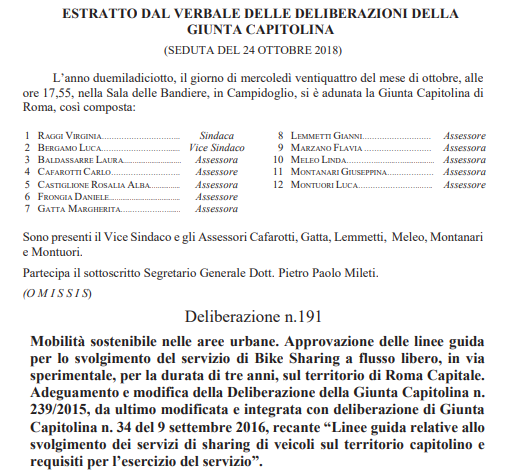 ESTRATTO DAL VERBALE DELLE DELIBERAZIONI DELLA
GIUNTA CAPITOLINA
(SEDUTA DEL 24 OTTOBRE 2018)
L’anno duemiladiciotto, il giorno di mercoledì ventiquattro del mese di ottobre, alle
ore 17,55, nella Sala delle Bandiere, in Campidoglio, si è adunata la Giunta Capitolina di
Roma, così composta:
1 RAGGI VIRGINIA.............................. Sindaca
2 BERGAMO LUCA.............................. Vice Sindaco
3 BALDASSARRE LAURA...................... Assessora
4 CAFAROTTI CARLO.......................... Assessore
5 CASTIGLIONE ROSALIA ALBA........... Assessora
6 FRONGIA DANIELE........................... Assessore
7 GATTA MARGHERITA....................... Assessora
8 LEMMETTI GIANNI.......................... Assessore
9 MARZANO FLAVIA .......................... Assessora
10 MELEO LINDA................................ Assessora
11 MONTANARI GIUSEPPINA................ Assessora
12 MONTUORI LUCA........................... Assessore
Sono presenti il Vice Sindaco e gli Assessori Cafarotti, Gatta, Lemmetti, Meleo, Montanari
e Montuori.
Partecipa il sottoscritto Segretario Generale Dott. Pietro Paolo Mileti.
(O M I S S I S)
Deliberazione n.191
Mobilità sostenibile nelle aree urbane. Approvazione delle linee guida
per lo svolgimento del servizio di Bike Sharing a flusso libero, in via
sperimentale, per la durata di tre anni, sul territorio di Roma Capitale.
Adeguamento e modifica della Deliberazione della Giunta Capitolina n.
239/2015, da ultimo modificata e integrata con deliberazione di Giunta
Capitolina n. 34 del 9 settembre 2016, recante “Linee guida relative allo
svolgimento dei servizi di sharing di veicoli sul territorio capitolino e
requisiti per l’esercizio del servizio”.